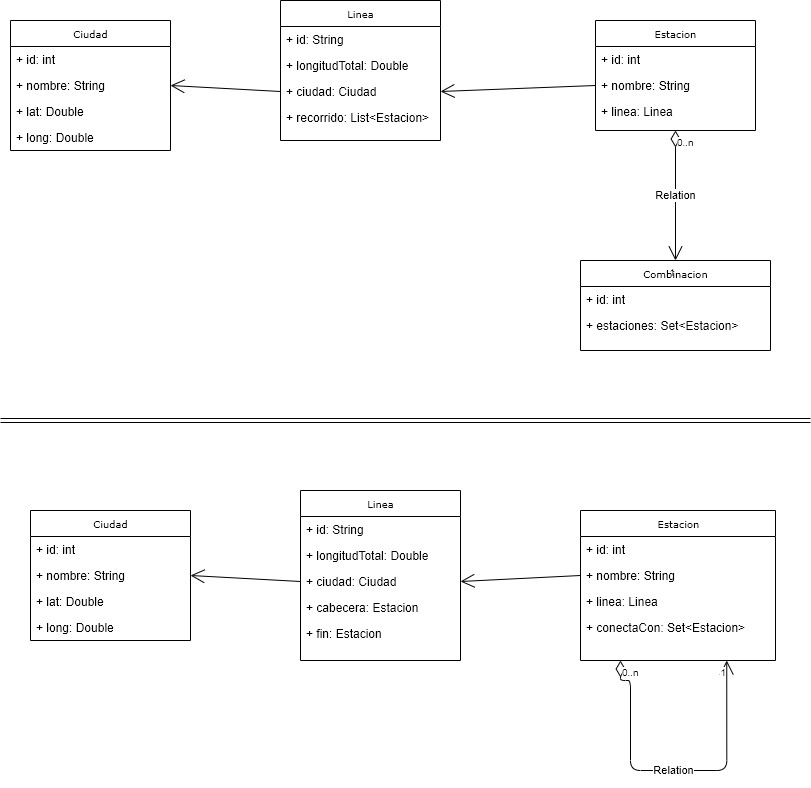 Ciudad
+ id: int
+ nombre: String
+ lat: Double
+ long: Double
Linea
+ id: String
+ longitudTotal: Double
+ ciudad: Ciudad
+ recorrido: List<Estacion>
Estacion
+ id: int
+ nombre: String
+ linea: Linea
0..n
Relation
1
Combinacion
+ id: int
+ estaciones: Set<Estacion>
Ciudad
+ id: int
+ nombre: String
+ lat: Double
+ long: Double
Linea
+ id: String
+ longitudTotal: Double
+ ciudad: Ciudad
+ cabecera: Estacion
+ fin: Estacion
Estacion
+ id: int
+ nombre: String
+ linea: Linea
+ conectaCon: Set<Estacion>
0..n
1
Relation